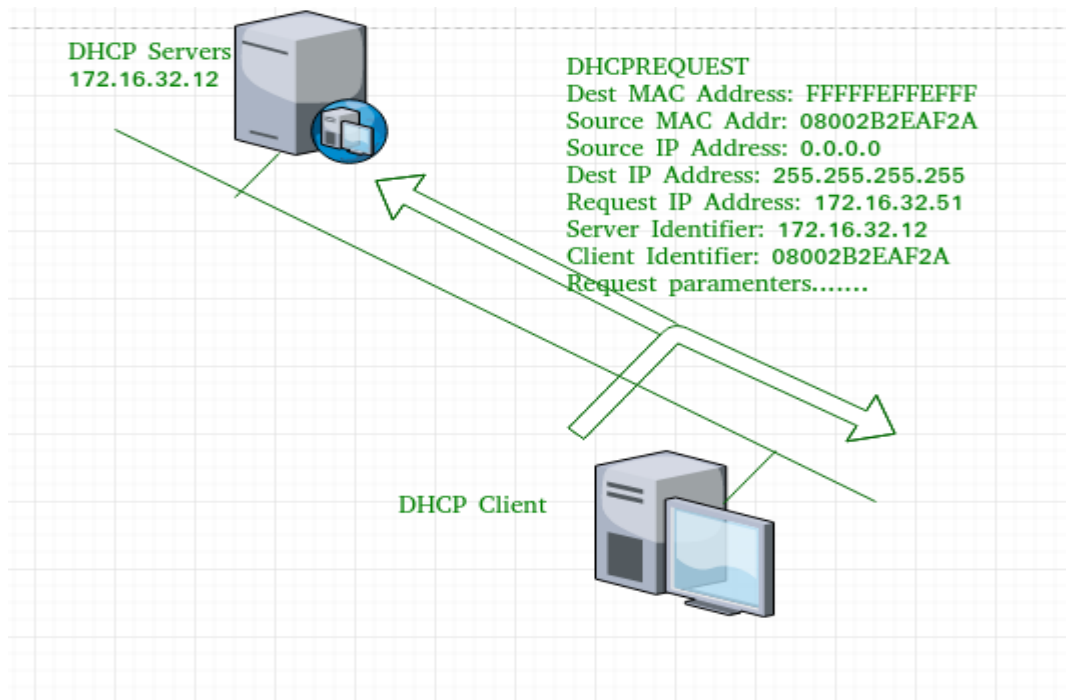 DHCP Servers
172.16.32.12
DHCPREQUEST
Dest MAC Address: FFFFFEFFEFFF
Source MAC Addr: 08002B2EAF2A
Source IP Address: 0.0.0.0
Dest IP Address: 255.255.255.255
Request IP Address: 172.16.32.51
Server Identifier: 172.16.32.12
Client Identifier: 08002B2EAF2A
Request paramenters.......
DHCP Client